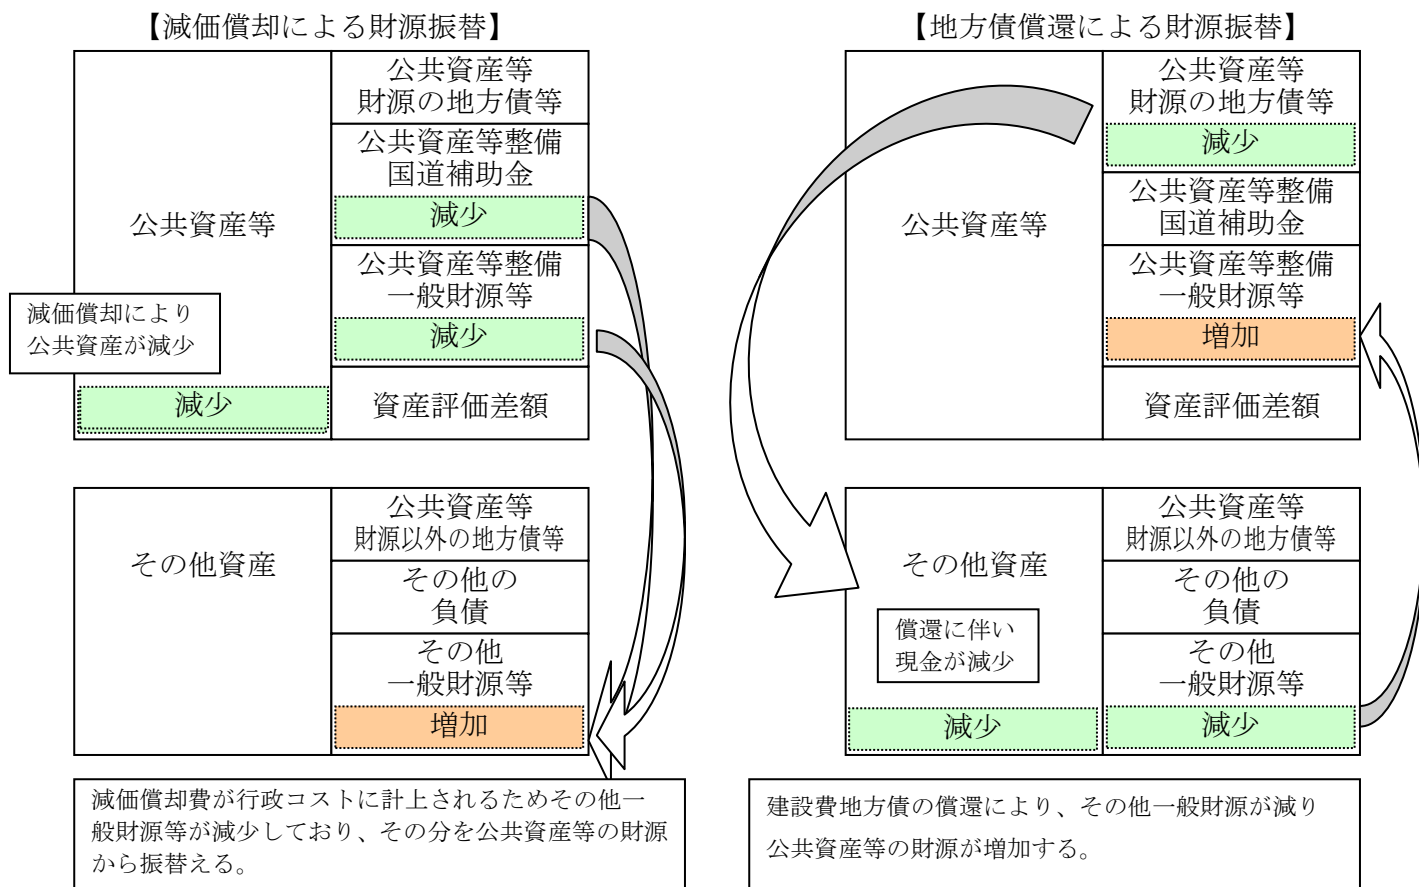 【減価償却による財源振替】
公共資産等
財源の地方債等
公共資産等整備
国道補助金
減少
公共資産等
公共資産等整備
一般財源等
減少
減価償却により
公共資産が減少
減少
資産評価差額
公共資産等
財源以外の地方債等
その他資産
その他の
負債
その他
一般財源等
増加
減価償却費が行政コストに計上されるためその他一
般財源等が減少しており、その分を公共資産等の財源
から振替える。
【地方債償還による財源振替】
公共資産等
財源の地方債等
減少
公共資産等整備
国道補助金
公共資産等
公共資産等整備
一般財源等
増加
資産評価差額
公共資産等
財源以外の地方債等
その他資産
その他の
負債
償還に伴い
現金が減少
その他
一般財源等
減少
減少
建設費地方債の償還により、その他一般財源が減り
公共資産等の財源が増加する。